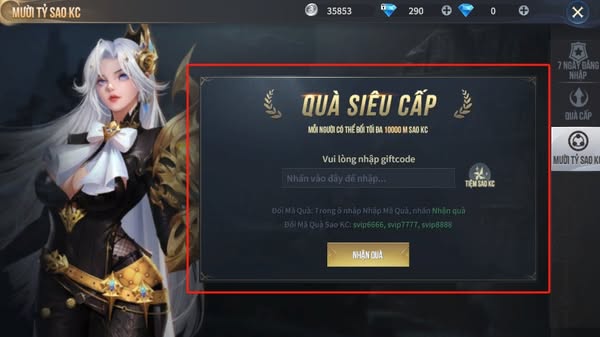 MƯỜI TỶ SAO KC
35853
290
0
7 NGÀY ĐĂNG
NHẬP
QUÀ CẤP
MƯỜI TỶ SAO KC
QUÀ SIÊU CẤP
MỖI NGƯỜI CÓ THỂ ĐỔI TỐI ĐA 10000 M SAO KC
Vui lòng nhập giftcode
Nhấn vào đây để nhập...
TIỆM SAO KC
Đổi Mã Quà: Trong ô nhập Nhập Mã Quà, nhấn Nhận quà
Đổi Mã Quà Sao KC: svip6666, svip7777, svip8888
NHẬN QUÀ